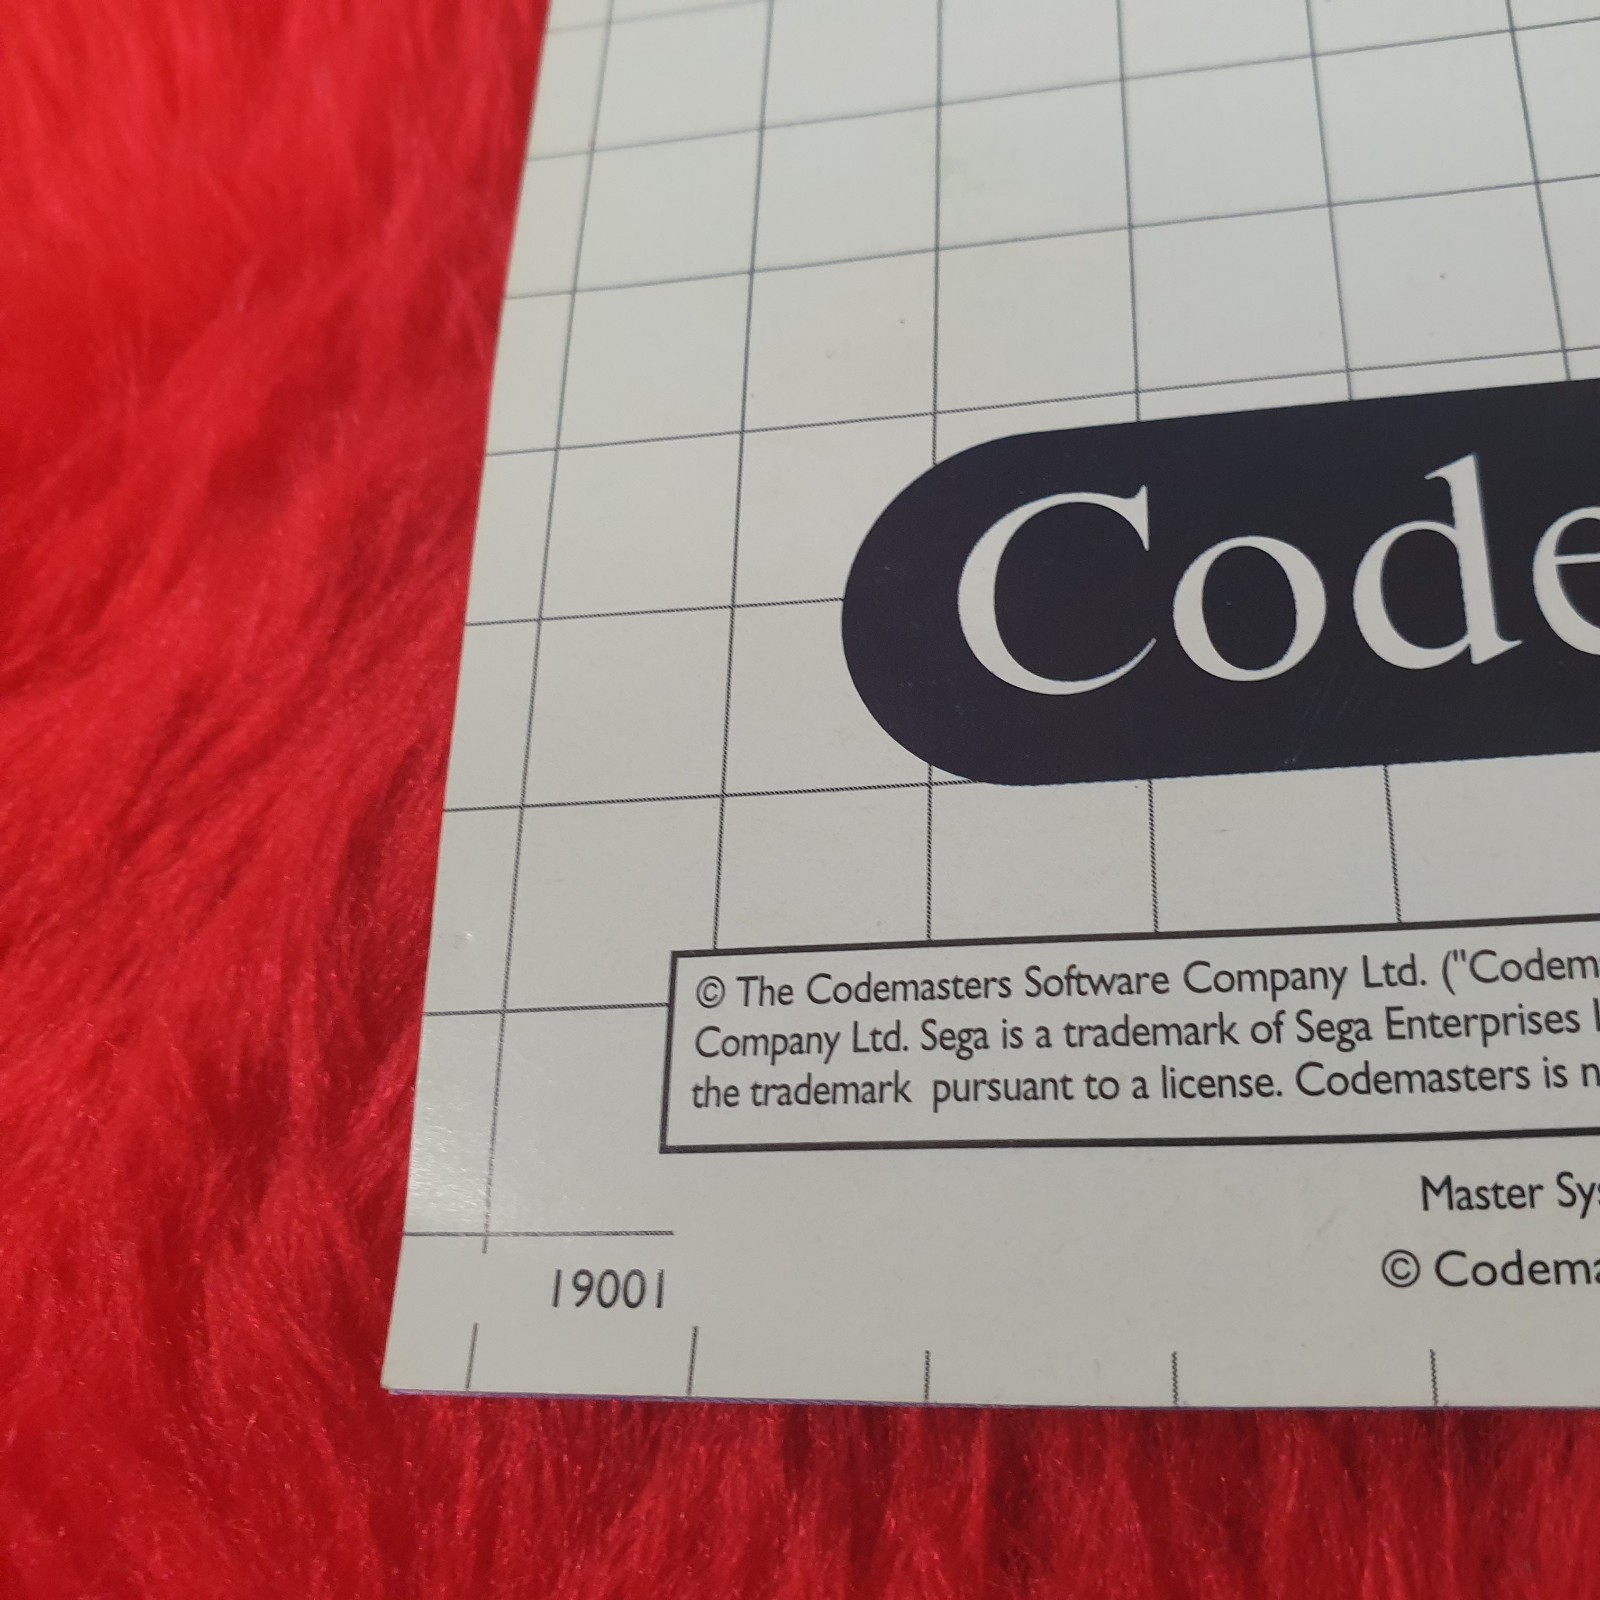 Code
© The Codemasters Software Company Ltd. ("Codem
Company Ltd. Sega is a trademark of Sega Enterprises
the trademark pursuant to a license. Codemasters is n
Master Sys
© Codema
19001